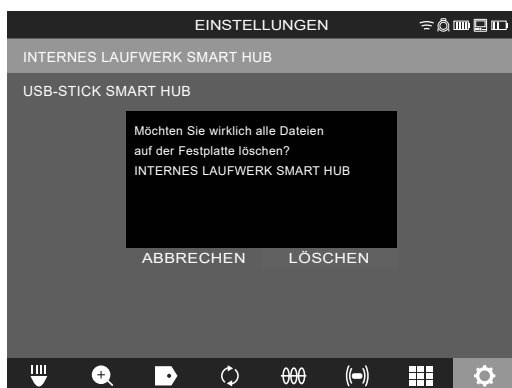 EINSTELLUNGEN
INTERNES LAUFWERK SMART HUB
USB-STICK SMART HUB
Möchten Sie wirklich alle Dateien
auf der Festplatte löschen?
INTERNES LAUFWERK SMART HUB
ABBRECHEN LÖSCHEN